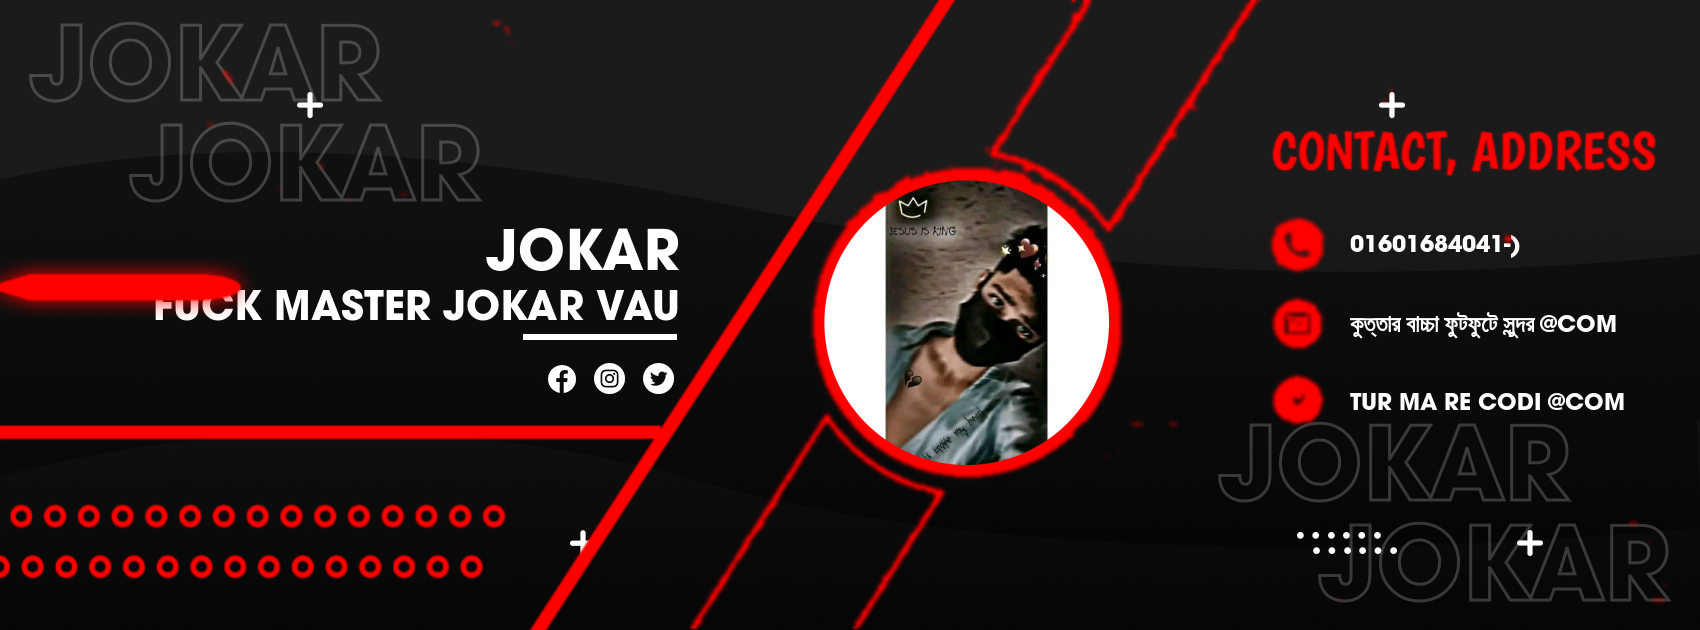 JOKAR
JOKAR
JOKAR
FUCK MASTER JOKAR VAU
JESUS IS KING
CONTACT, ADDRESS
01601684041-)
কুত্তার বাচ্চা ফুটফুটে সুন্দর @COM
TUR MA RE CODI @COM
JOKAR
JOKAR